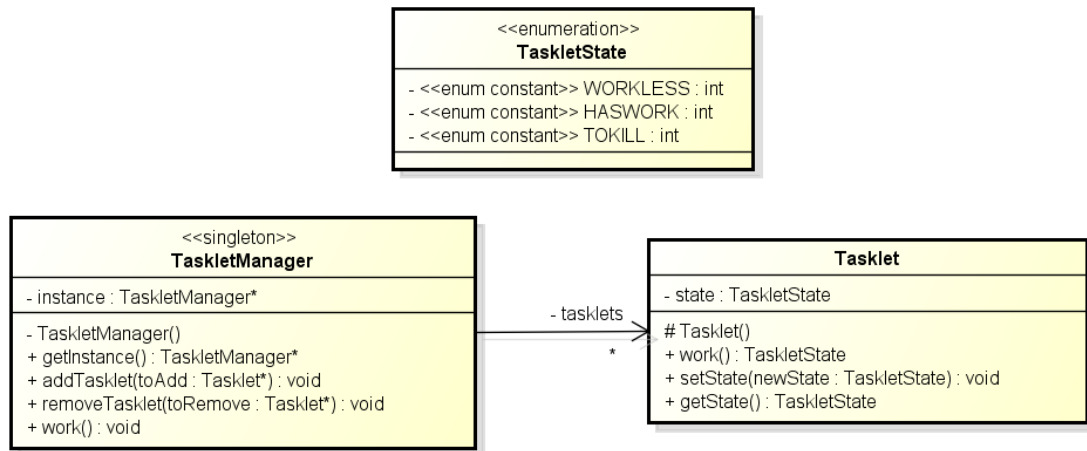 <<enumeration>>
TaskletState
- <<enum constant>> WORKLESS : int
- <<enum constant>> HASWORK : int
- <<enum constant>> TOKILL : int
<<singleton>>
TaskletManager
- instance : TaskletManager*
- TaskletManager()
+ getInstance() : TaskletManager*
+ addTasklet(toAdd : Tasklet*) : void
+ removeTasklet(toRemove : Tasklet*) : void
+ work() : void
- tasklets
*
Tasklet
- state : TaskletState
# Tasklet()
+ work() : TaskletState
+ setState(newState : TaskletState) : void
+ getState() : TaskletState